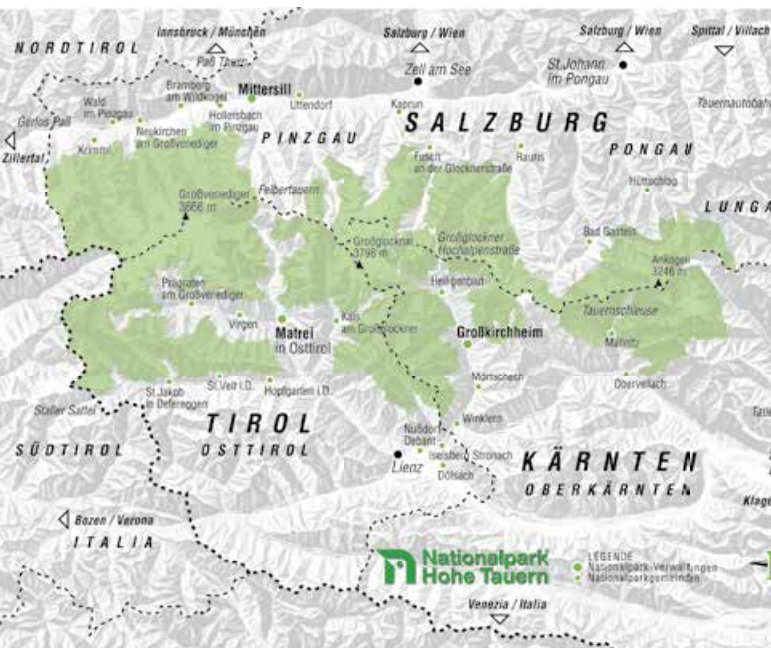 Innsbruck / München
Salzburg / Wien
Salzburg / Wien
Spittal / Villach
NORDTIROL
Paß Thurn
Zell am See
St.Johann
im Pongau
Bramberg
am Wildkogel
Mittersill
Uttendorf
Kaprun
Tauernautobahn
Wald
im Pinzgau
Hollersbach
im Pinzgau
SALZBURG
Gerlos Paß
Neukirchen
am Großvenediger
PINZGAU
PONGAU
Zillertal
Krimml
Fusch
an der Glocknerstraße
Rauris
Hüttschlag
Großvenediger
3666 m
Felbertauern
LUNGA
Großglockner
3798 m
Großglockner
Hochalpenstraße
Bad Gastein
Ankogel
3246 m
Prägraten
am Großvenediger
Heiligenblut
Tauernschleuse
Virgen
Matrei
in Osttirol
Kals
am Großglockner
Großkirchheim
Mallnitz
St.Jakob
in Defereggen
St.Veit i.D.
Hopfgarten i.D.
Mörtschach
Obervellach
Staller Sattel
TIROL
OSTTIROL
Winklern
Tau
SÜDTIROL
Nußdorf
Debant
Iselsberg Stronach
Lienz
Dölsach
KÄRNTEN
OBERKÄRNTEN
Klage
Bozen / Verona
ITALIA
Nationalpark
Hohe Tauern
LEGENDE
Nationalpark-Verwaltungen
Nationalparkgemeinden
Venezia / Italia